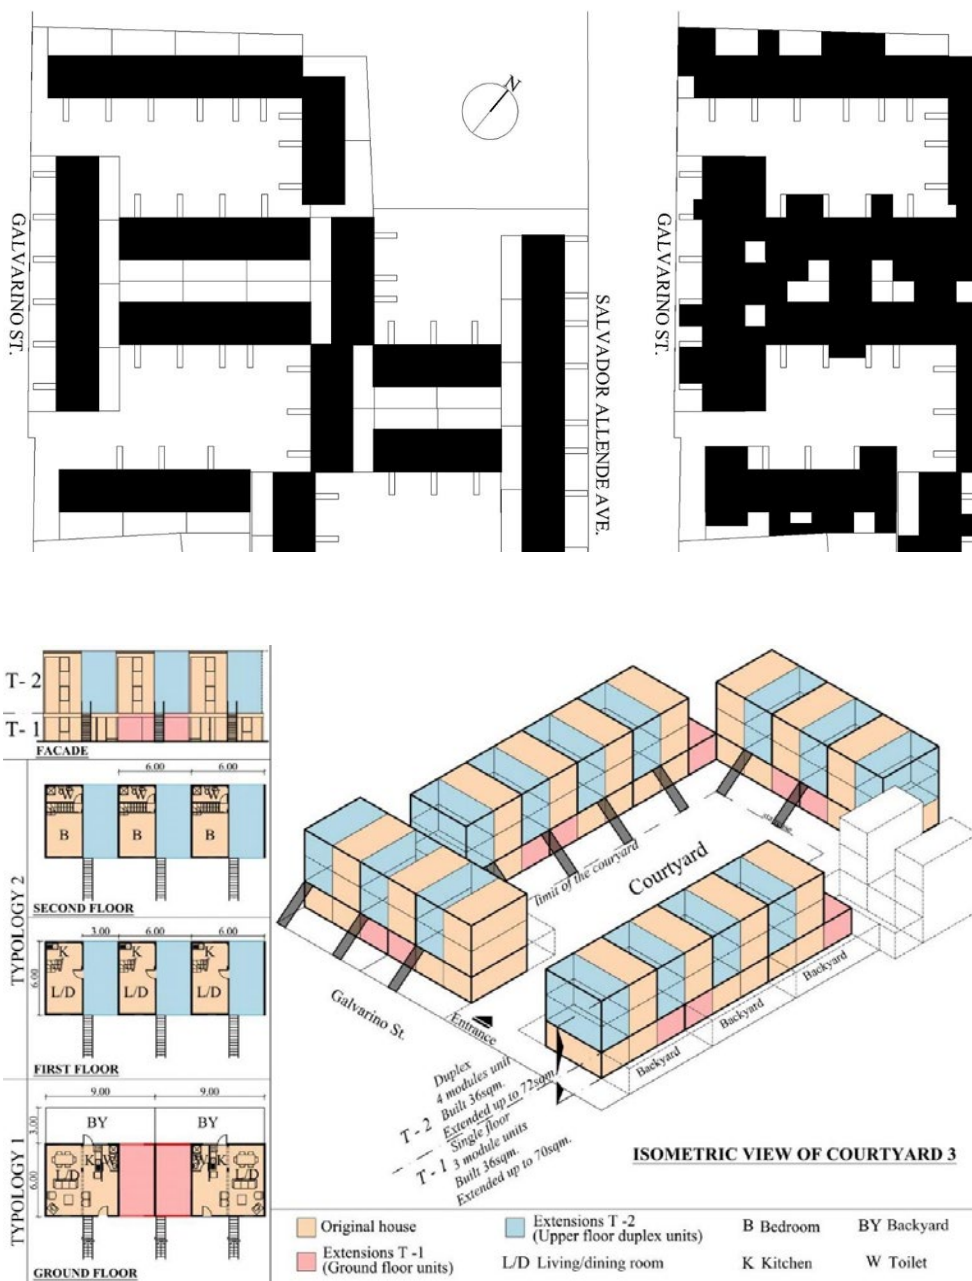 N
GALVARINO ST.
SALVADOR ALLENDE AVE.
GALVARINO ST.
T- 2
T- 1
FACADE
6.00
6.00
W
W
W
B
B
B
SECOND FLOOR
TYPOLOGY 2
3.00
6.00
6.00
K
K
K
6.00
L/D
L/D
L/D
FIRST FLOOR
TYPOLOGY 1
9.00
9.00
3.00
BY
BY
6.00
K
W
W
K
L/D
L/D
GROUND FLOOR
Courtyard
Galvarino St.
Entrance
Backyard
Backyard
Backyard
Duplex
4 modules unit
Built 36sqm.
T - 2 Extended up to 72sqm.
Single floor
T - 1 3 module units
Built 36sqm.
Extended up to 70sqm.
ISOMETRIC VIEW OF COURTYARD 3
Original house
Extensions T -1
(Ground floor units)
Extensions T -2
(Upper floor duplex units)
L/D Living/dining room
B Bedroom
K Kitchen
BY Backyard
W Toilet